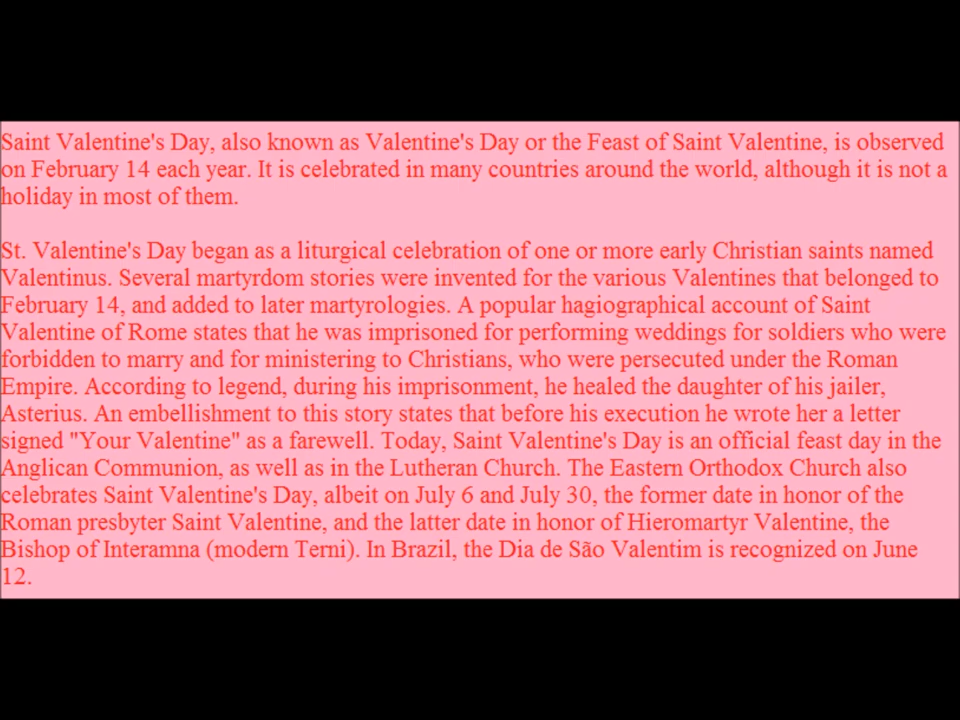 Saint Valentine's Day, also known as Valentine's Day or the Feast of Saint Valentine, is observed
on February 14 each year. It is celebrated in many countries around the world, although it is not a
holiday in most of them.
St. Valentine's Day began as a liturgical celebration of one or more early Christian saints named
Valentinus. Several martyrdom stories were invented for the various Valentines that belonged to
February 14, and added to later martyrologies. A popular hagiographical account of Saint
Valentine of Rome states that he was imprisoned for performing weddings for soldiers who were
forbidden to marry and for ministering to Christians, who were persecuted under the Roman
Empire. According to legend, during his imprisonment, he healed the daughter of his jailer,
Asterius. An embellishment to this story states that before his execution he wrote her a letter
signed "Your Valentine" as a farewell. Today, Saint Valentine's Day is an official feast day in the
Anglican Communion, as well as in the Lutheran Church. The Eastern Orthodox Church also
celebrates Saint Valentine's Day, albeit on July 6 and July 30, the former date in honor of the
Roman presbyter Saint Valentine, and the latter date in honor of Hieromartyr Valentine, the
Bishop of Interamna (modern Terni). In Brazil, the Dia de São Valentim is recognized on June
12.